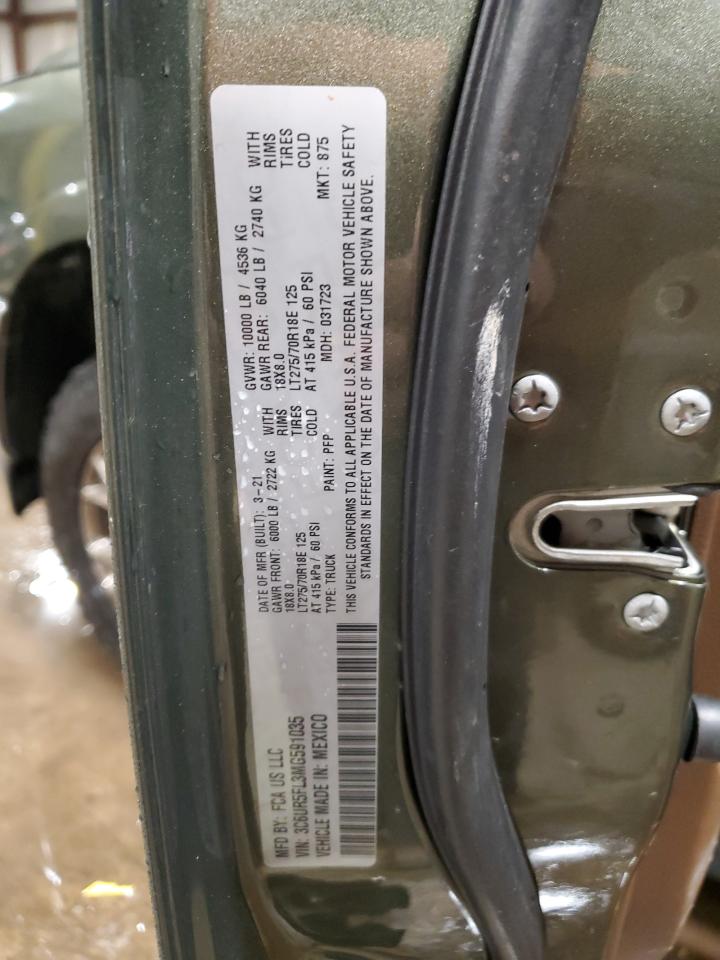 MFD BY: FCA US LLC
VIN: 3C6UR5FL3MG591035
VEHICLE MADE IN: MEXICO
DATE OF MFR (BUILT): 3-21
GAWR FRONT: 6000 LB / 2722 KG WITH
18X8.0 RIMS
LT275/70R18E 125 TIRES
AT 415 kPa / 60 PSI COLD
TYPE: TRUCK PAINT: PFP
GVWR: 10000 LB / 4536 KG
GAWR REAR: 6040 LB / 2740 KG WITH
18X8.0 RIMS
LT275/70R18E 125 TIRES
AT 415 kPa / 60 PSI COLD
MDH: 031723 MKT: 875
THIS VEHICLE CONFORMS TO ALL APPLICABLE U.S.A. FEDERAL MOTOR VEHICLE SAFETY
STANDARDS IN EFFECT ON THE DATE OF MANUFACTURE SHOWN ABOVE.